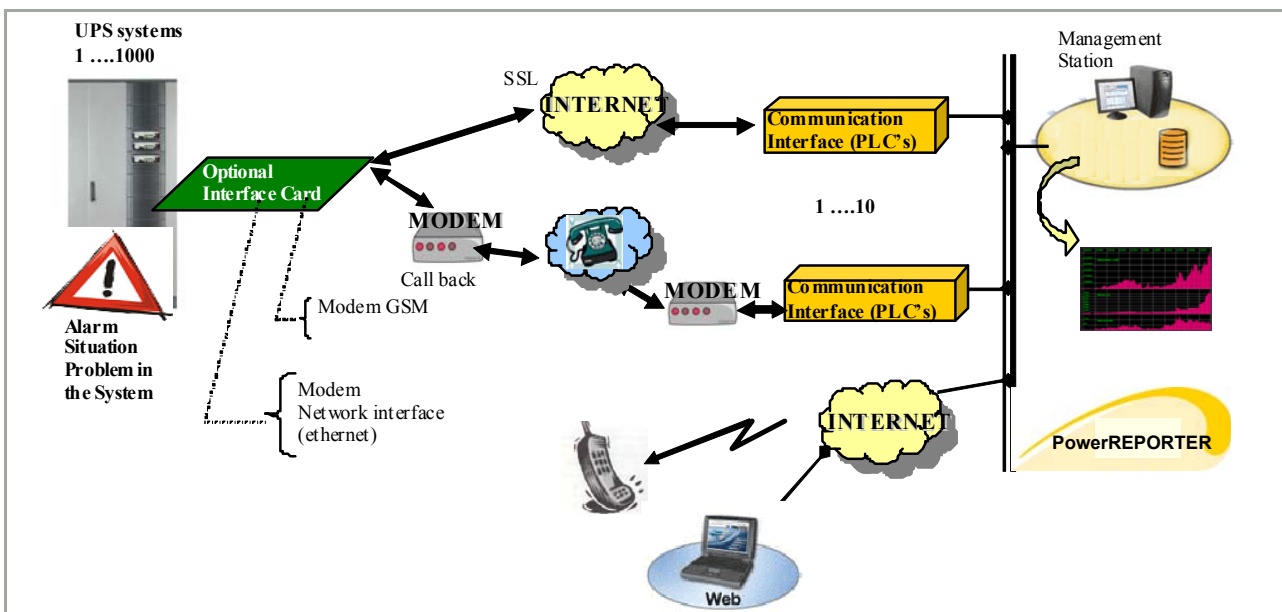 UPS systems
1 ….1000
SSL
INTERNET
Communication
Interface (PLC’s)
Management
Station
Optional
Interface Card
MODEM
Call back
1 ….10
MODEM
Communication
Interface (PLC’s)
Modem GSM
Alarm
Situation
Problem in
the System
Modem
Network interface
(ethernet)
INTERNET
PowerREPORTER
Web